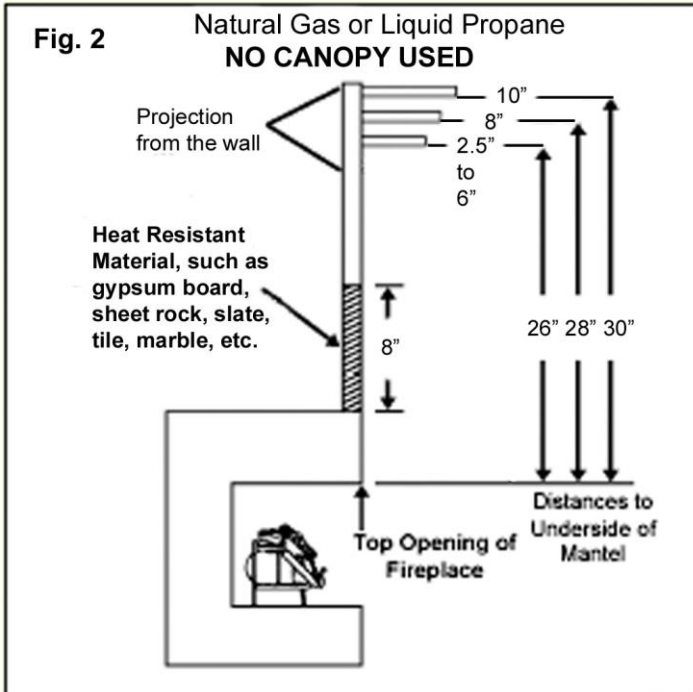 Fig. 2
Natural Gas or Liquid Propane
NO CANOPY USED
Projection
from the wall
10”
8”
2.5”
to
6”
Heat Resistant
Material, such as
gypsum board,
sheet rock, slate,
tile, marble, etc.
8”
26” 28” 30”
Top Opening of
Fireplace
Distances to
Underside of
Mantel